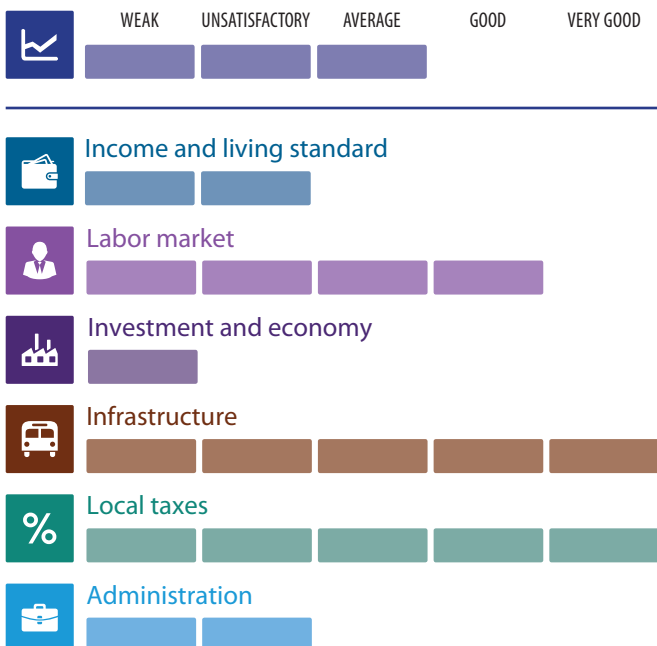 WEAK UNSATISFACTORY AVERAGE GOOD VERY GOOD
Income and living standard
Labor market
Investment and economy
Infrastructure
Local taxes
%
Administration